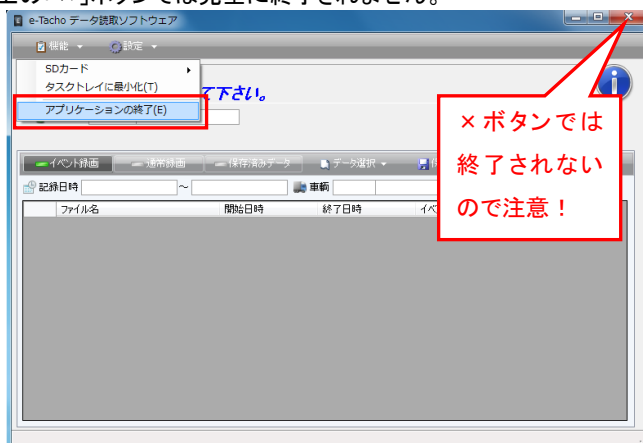 e-Tacho データ読取ソフトウエア
機能 設定
SDカード
タスクトレイに最小化(T)
て下さい。
アプリケーションの終了(E)
×ボタンでは
終了されない
ので注意！
イベント録画 通常録画 保存済みデータ データ選択
記録日時 ～ 車輌
ファイル名 開始日時 終了日時